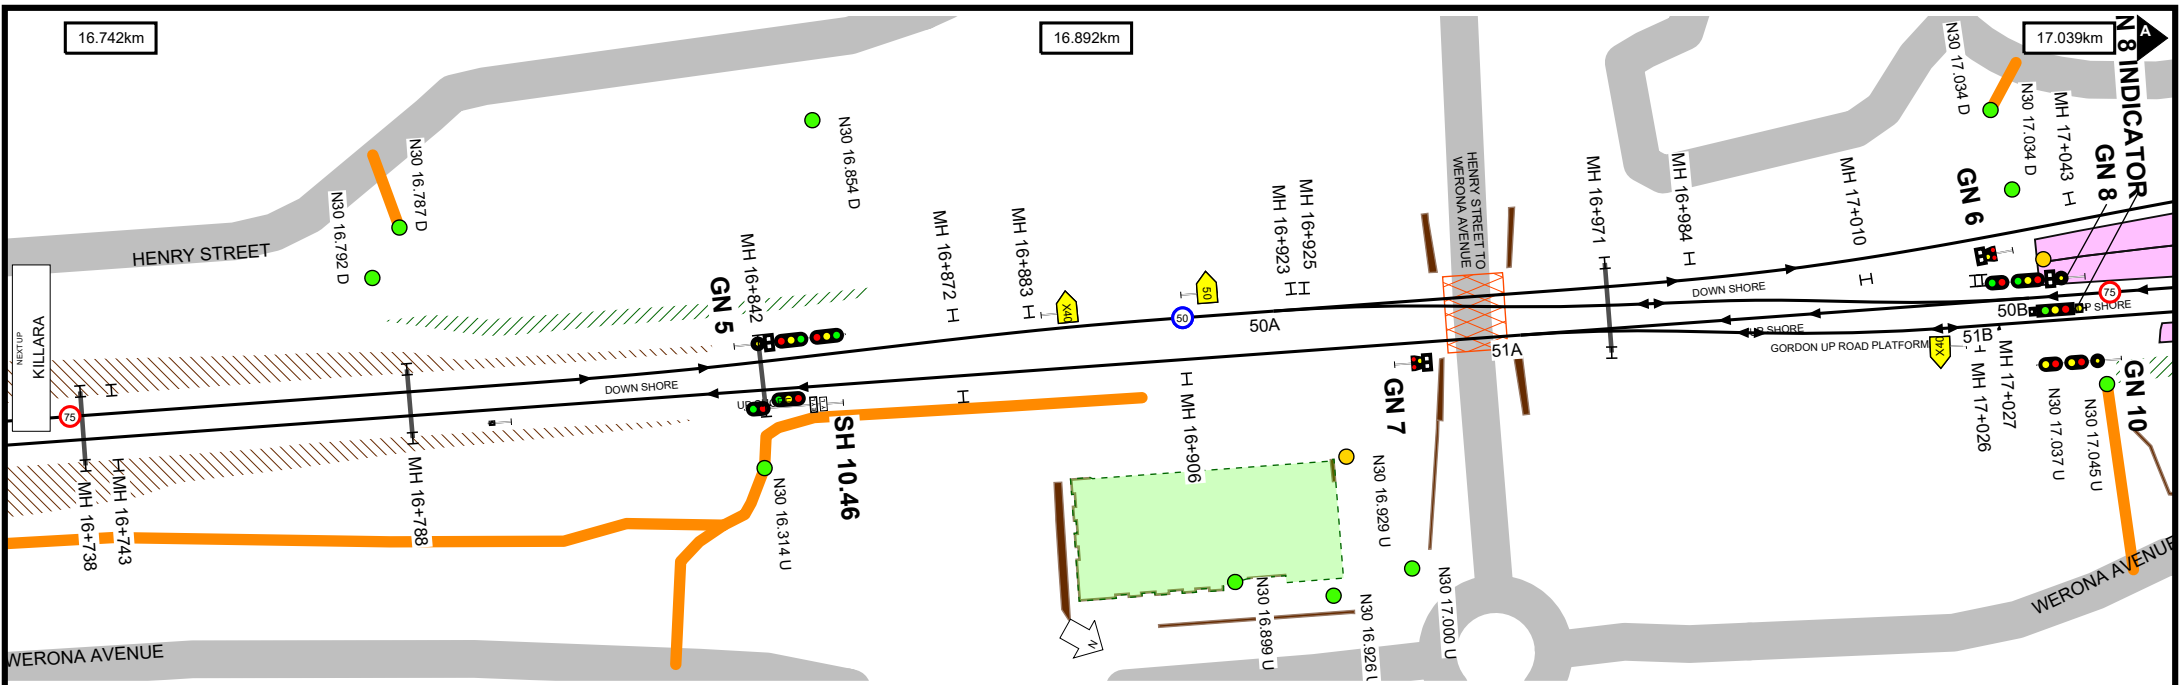 16.742km
16.892km
17.039km
A
N 8 INDICATOR
GN 8
MH 17+043
N30 17.034 D
N30 17.034 D
GN 6
MH 17+010
MH 16+984
MH 16+971
HENRY STREET TO
WERONA AVENUE
MH 16+925
MH 16+923
MH 16+883
MH 16+872
N30 16.854 D
MH 16+842
GN 5
N30 16.787 D
N30 16.792 D
HENRY STREET
NEXT UP
KILLARA
75
DOWN SHORE
X40
50
50
50A
DOWN SHORE
UP SHORE
GORDON UP ROAD PLATFORM
X40
51A
50B
51B
75
UP SHORE
GN 7
GN 10
MH 17+027
MH 17+026
N30 17.037 U
N30 17.045 U
SH 10.46
MH 16+906
MH 16+788
MH 16+743
MH 16+738
N30 16.314 U
N30 16.929 U
N30 17.000 U
N30 16.899 U
N30 16.926 U
N
WERONA AVENUE
WERONA AVENUE